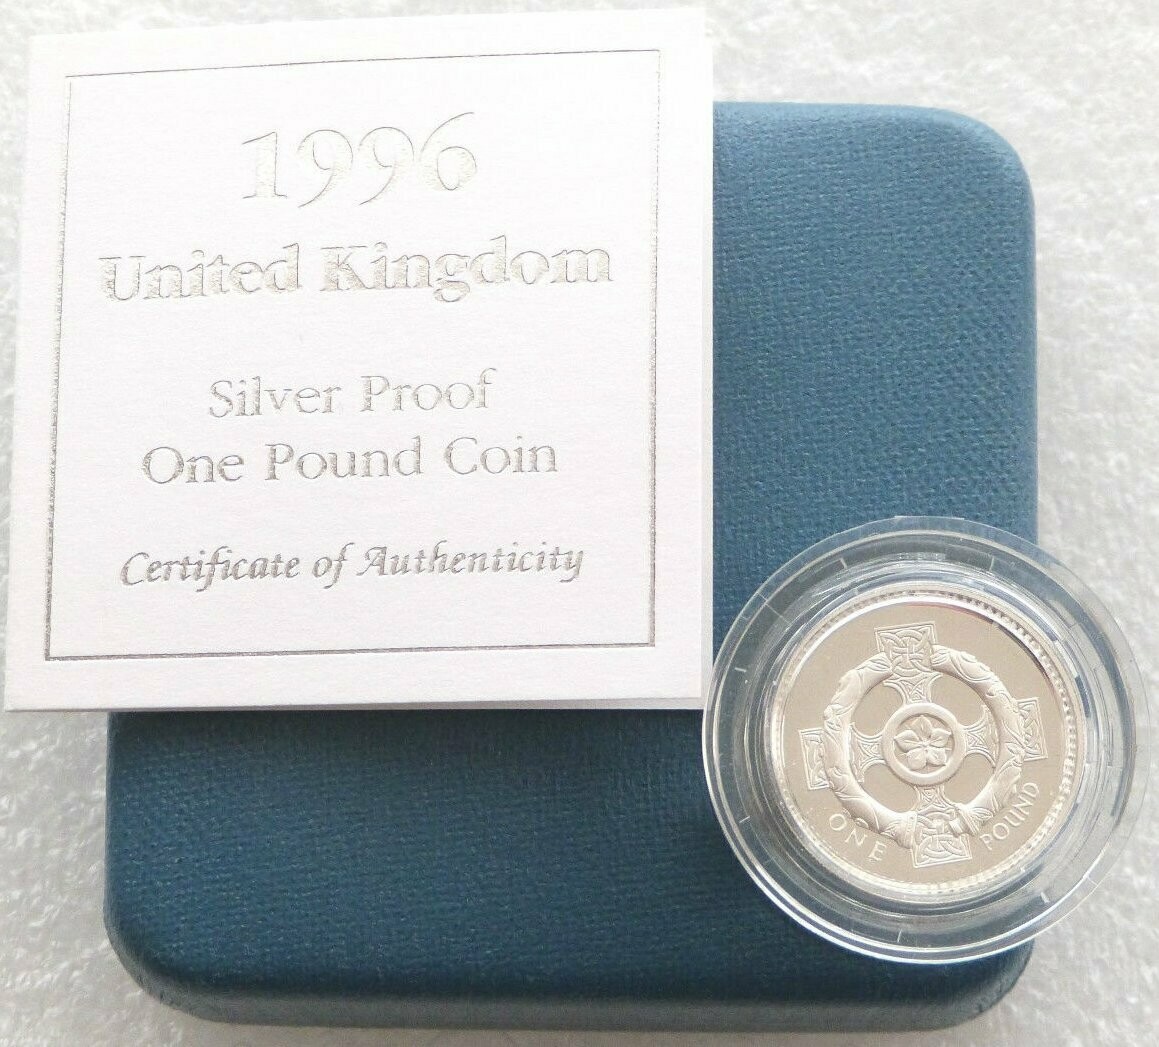 1996
United Kingdom
Silver Proof
One Pound Coin
Certificate of Authenticity
ONE POUND